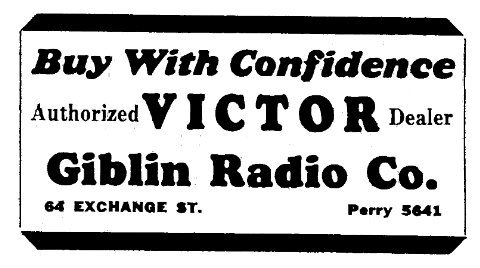 Buy With Confidence
Authorized VICTOR Dealer
Giblin Radio Co.
64 EXCHANGE ST. Perry 5641